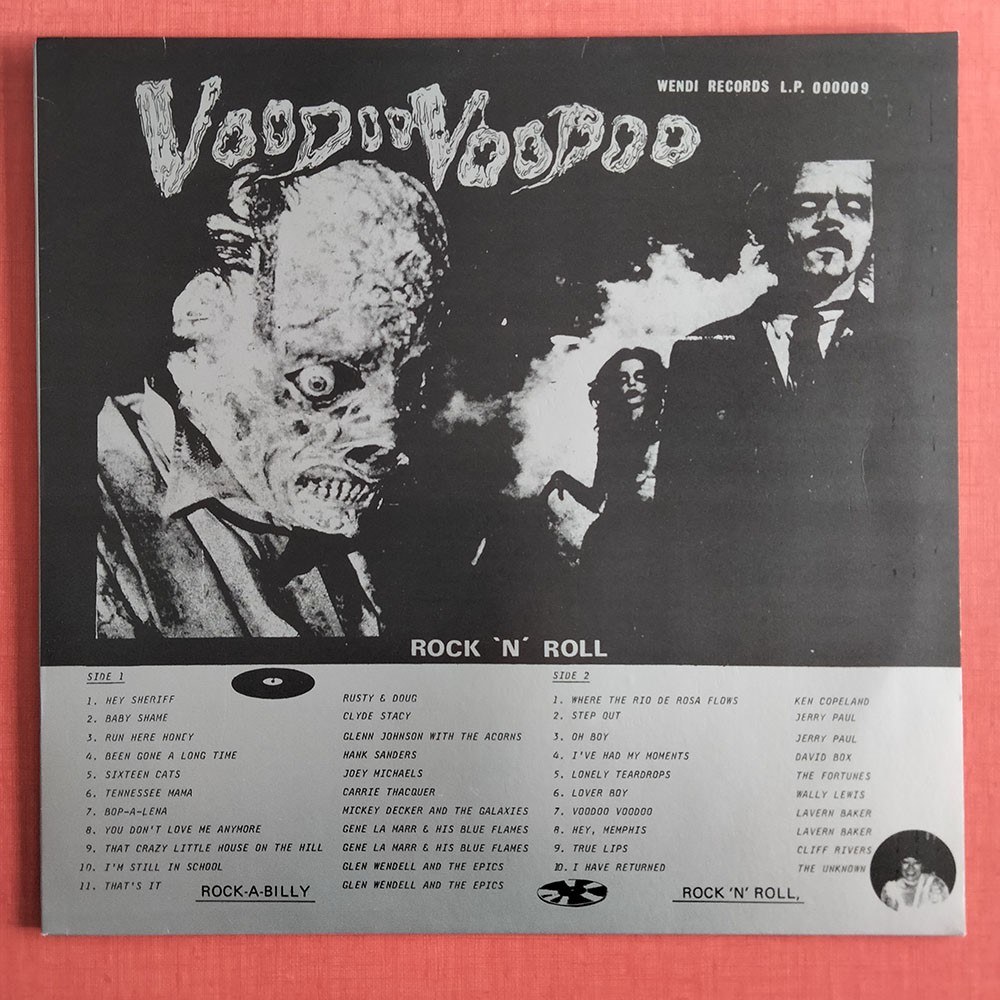 VOODOO VOODOO
WENDI RECORDS L.P. 000009
ROCK `N´ ROLL
SIDE 1
1. HEY SHERIFF RUSTY & DOUG
2. BABY SHAME CLYDE STACY
3. RUN HERE HONEY GLENN JOHNSON WITH THE ACORNS
4. BEEN GONE A LONG TIME HANK SANDERS
5. SIXTEEN CATS JOEY MICHAELS
6. TENNESSEE MAMA CARRIE THACQUER
7. BOP-A-LENA MICKEY DECKER AND THE GALAXIES
8. YOU DON'T LOVE ME ANYMORE GENE LA MARR & HIS BLUE FLAMES
9. THAT CRAZY LITTLE HOUSE ON THE HILL GENE LA MARR & HIS BLUE FLAMES
10. I'M STILL IN SCHOOL GLEN WENDELL AND THE EPICS
11. THAT'S IT GLEN WENDELL AND THE EPICS
ROCK-A-BILLY
SIDE 2
1. WHERE THE RIO DE ROSA FLOWS KEN COPELAND
2. STEP OUT JERRY PAUL
3. OH BOY JERRY PAUL
4. I'VE HAD MY MOMENTS DAVID BOX
5. LONELY TEARDROPS THE FORTUNES
6. LOVER BOY WALLY LEWIS
7. VOODOO VOODOO LAVERN BAKER
8. HEY, MEMPHIS LAVERN BAKER
9. TRUE LIPS CLIFF RIVERS
10. I HAVE RETURNED THE UNKNOWN
ROCK 'N' ROLL,